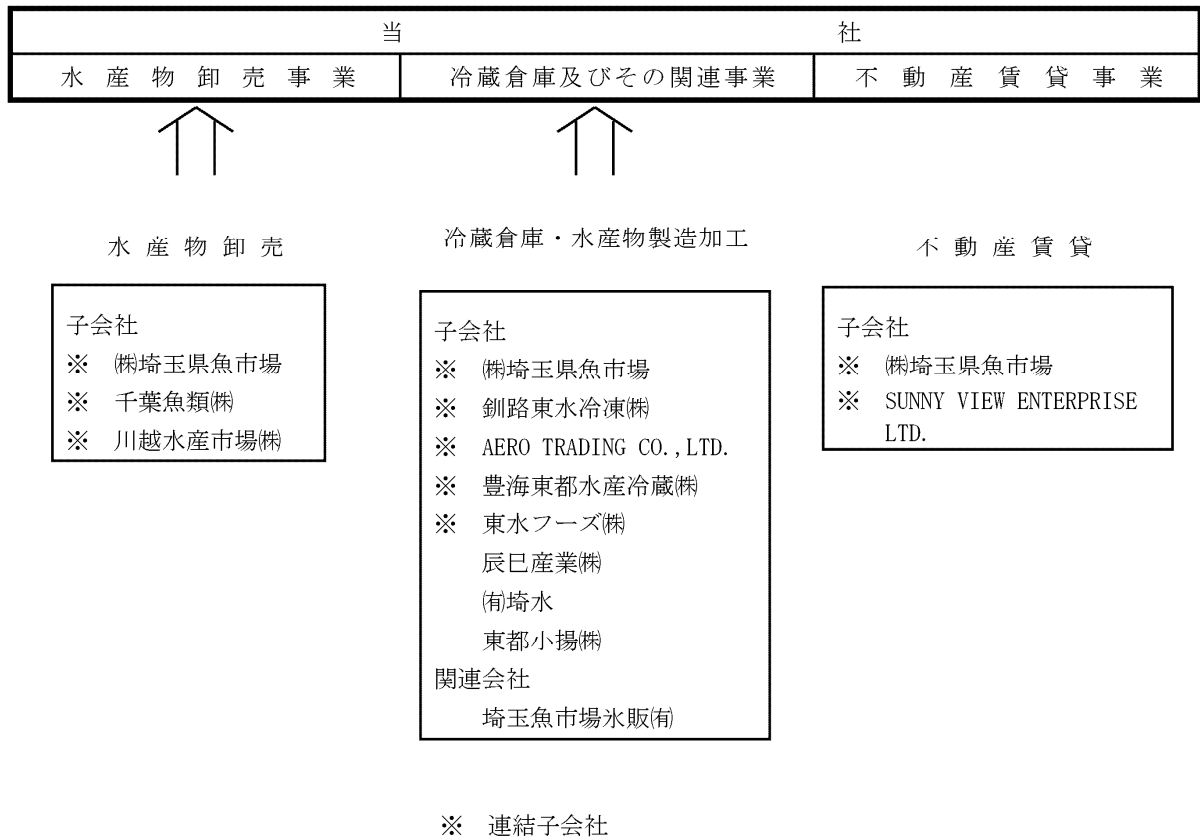 当社
水産物卸売事業 冷蔵倉庫及びその関連事業 不動産賃貸事業
水産物卸売
子会社
※ ㈱埼玉県魚市場
※ 千葉魚類㈱
※ 川越水産市場㈱
冷蔵倉庫・水産物製造加工
子会社
※ ㈱埼玉県魚市場
※ 釧路東水冷凍㈱
※ AERO TRADING CO.,LTD.
※ 豊海東都水産冷蔵㈱
※ 東水フーズ㈱
辰巳産業㈱
㈲埼水
東都小揚㈱
関連会社
埼玉魚市場氷販㈲
不動産賃貸
子会社
※ ㈱埼玉県魚市場
※ SUNNY VIEW ENTERPRISE
LTD.
※ 連結子会社